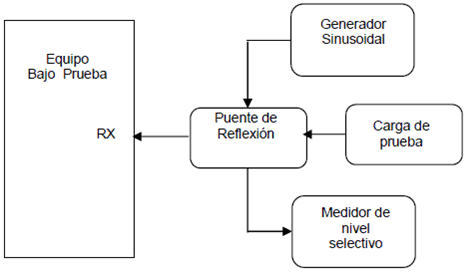 Generador
Sinusoidal
Equipo
Bajo Prueba
RX
Puente de
Reflexión
Carga de
prueba
Medidor de
nivel
selectivo